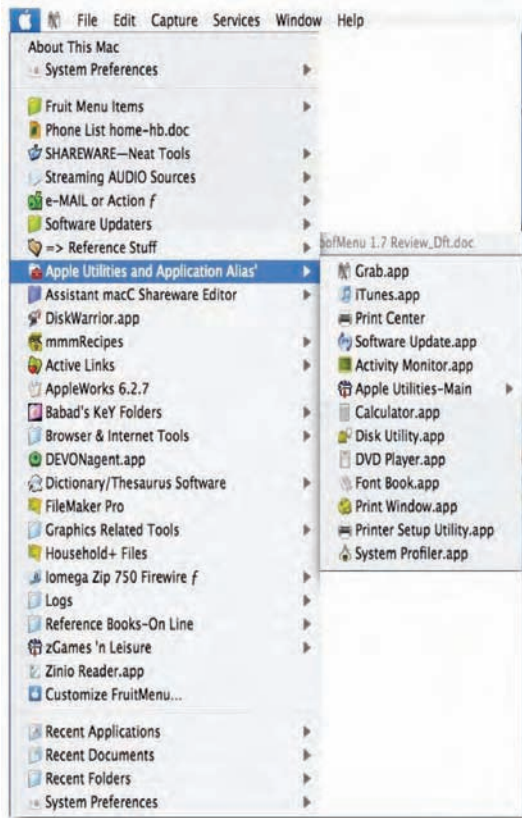 File Edit Capture Services Window Help
About This Mac
System Preferences
Fruit Menu Items
Phone List home-hb.doc
SHAREWARE—Neat Tools
Streaming AUDIO Sources
e-MAIL or Action ƒ
Software Updaters
=> Reference Stuff
Apple Utilities and Application Alias'
Assistant macC Shareware Editor
DiskWarrior.app
mmmRecipes
Active Links
AppleWorks 6.2.7
Babad's KeY Folders
Browser & Internet Tools
DEVONagent.app
Dictionary/Thesaurus Software
FileMaker Pro
Graphics Related Tools
Household+ Files
Iomega Zip 750 Firewire ƒ
Logs
Reference Books-On Line
zGames 'n Leisure
Zinio Reader.app
Customize FruitMenu...
Recent Applications
Recent Documents
Recent Folders
System Preferences
ofMenu 1.7 Review_Dft.doc
Grab.app
iTunes.app
Print Center
Software Update.app
Activity Monitor.app
Apple Utilities-Main
Calculator.app
Disk Utility.app
DVD Player.app
Font Book.app
Print Window.app
Printer Setup Utility.app
System Profiler.app